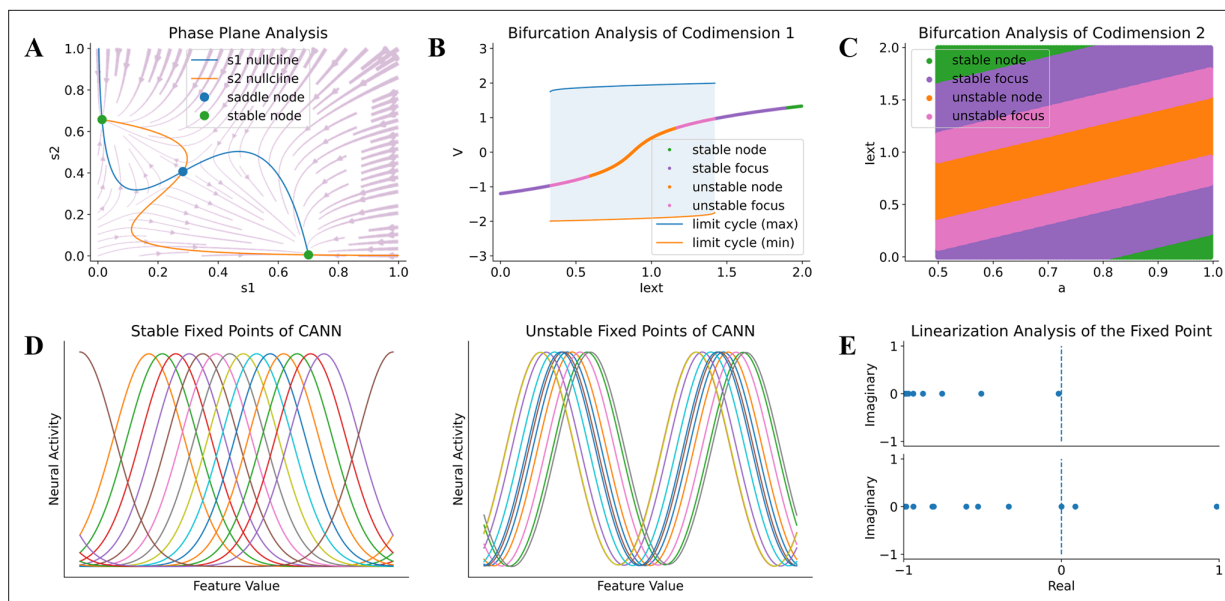 A
Phase Plane Analysis
s1 nullcline
s2 nullcline
saddle node
stable node
1.0
0.8
0.6
0.4
0.2
0.0
s2
0.0 0.2 0.4 0.6 0.8 1.0
s1
B
Bifurcation Analysis of Codimension 1
3
2
1
0
−1
−2
−3
V
stable node
stable focus
unstable node
unstable focus
limit cycle (max)
limit cycle (min)
0.0 0.5 1.0 1.5 2.0
Iext
C
Bifurcation Analysis of Codimension 2
stable node
stable focus
unstable node
unstable focus
2.0
1.5
1.0
0.5
0.0
Iext
0.5 0.6 0.7 0.8 0.9 1.0
a
D
Stable Fixed Points of CANN
Neural Activity
Feature Value
Unstable Fixed Points of CANN
Neural Activity
Feature Value
E
Linearization Analysis of the Fixed Point
1
0
−1
Imaginary
1
0
−1
Imaginary
−1 0 1
Real